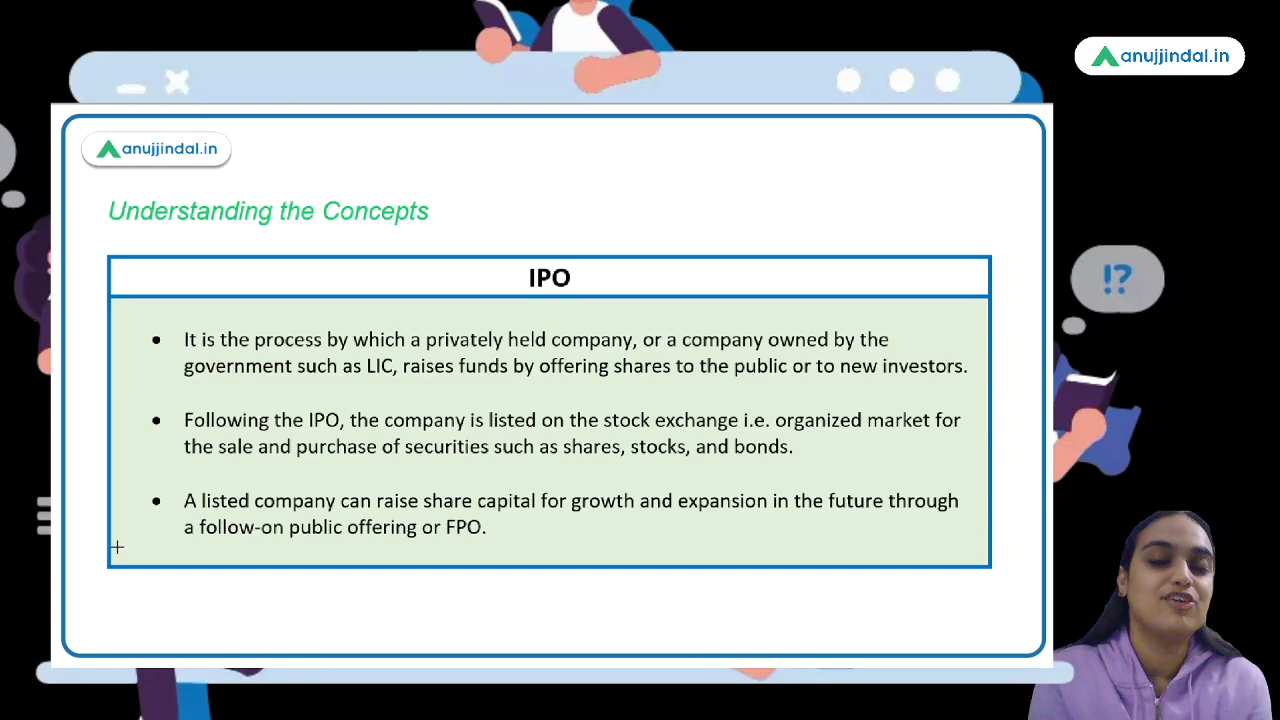 anujjindal.in
anujjindal.in
Understanding the Concepts
IPO
!?
• It is the process by which a privately held company, or a company owned by the
government such as LIC, raises funds by offering shares to the public or to new investors.
• Following the IPO, the company is listed on the stock exchange i.e. organized market for
the sale and purchase of securities such as shares, stocks, and bonds.
• A listed company can raise share capital for growth and expansion in the future through
a follow-on public offering or FPO.